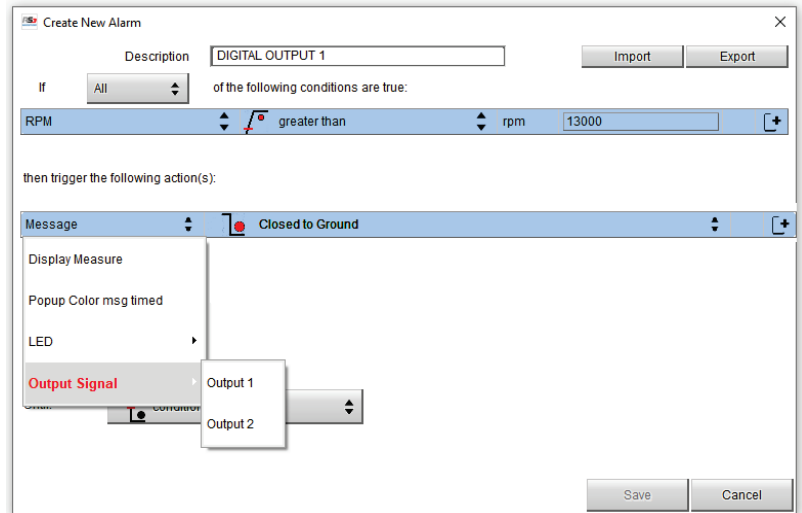 Create New Alarm
Description DIGITAL OUTPUT 1 Import Export
If All of the following conditions are true:
RPM greater than rpm 13000
then trigger the following action(s):
Message Closed to Ground
Display Measure
Popup Color msg timed
LED
Output Signal Output 1
Output 2
Save Cancel